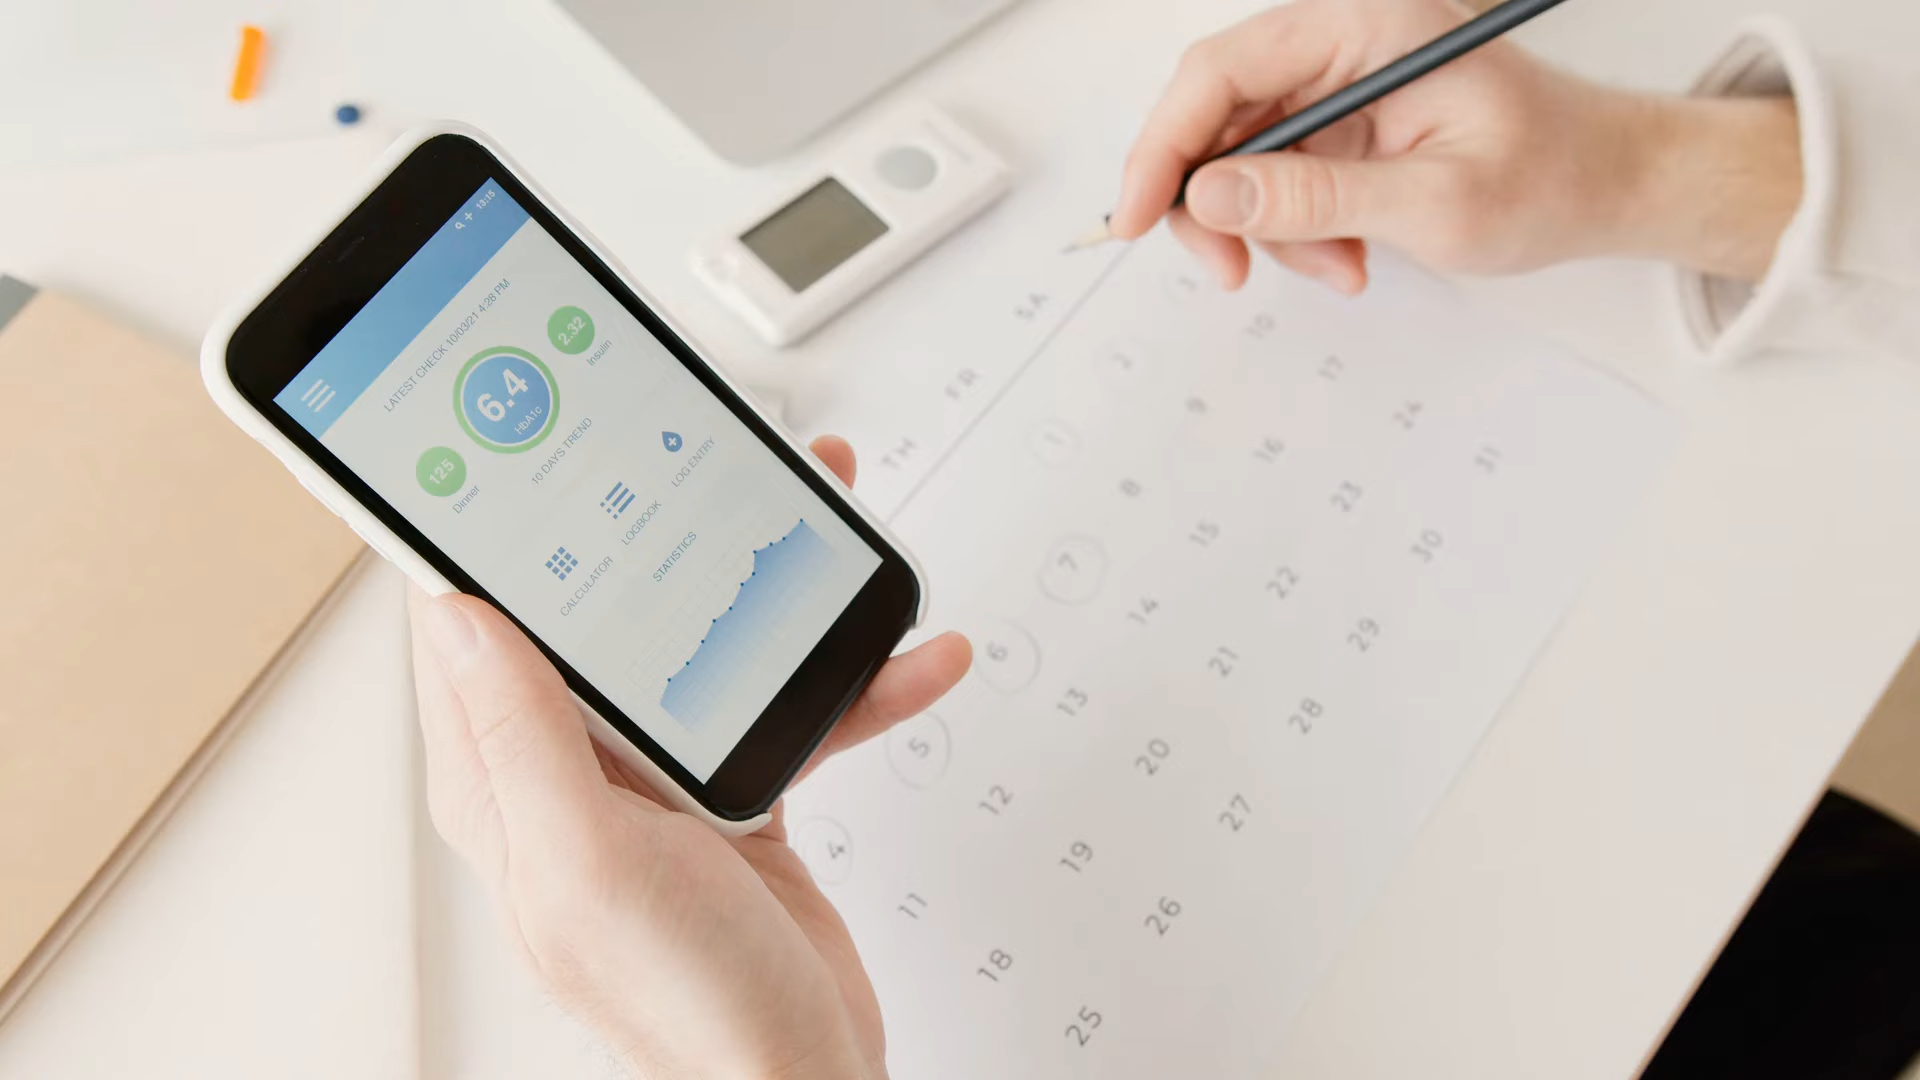 13:15
LATEST CHECK 10/03/21 4:28 PM
125
Dinner
6.4
HbA1c
2.32
Insulin
10 DAYS TREND
CALCULATOR
LOGBOOK
LOG ENTRY
STATISTICS
TH FR SA
1 2 3
4 5 6 7 8 9 10
11 12 13 14 15 16 17
18 19 20 21 22 23 24
25 26 27 28 29 30 31